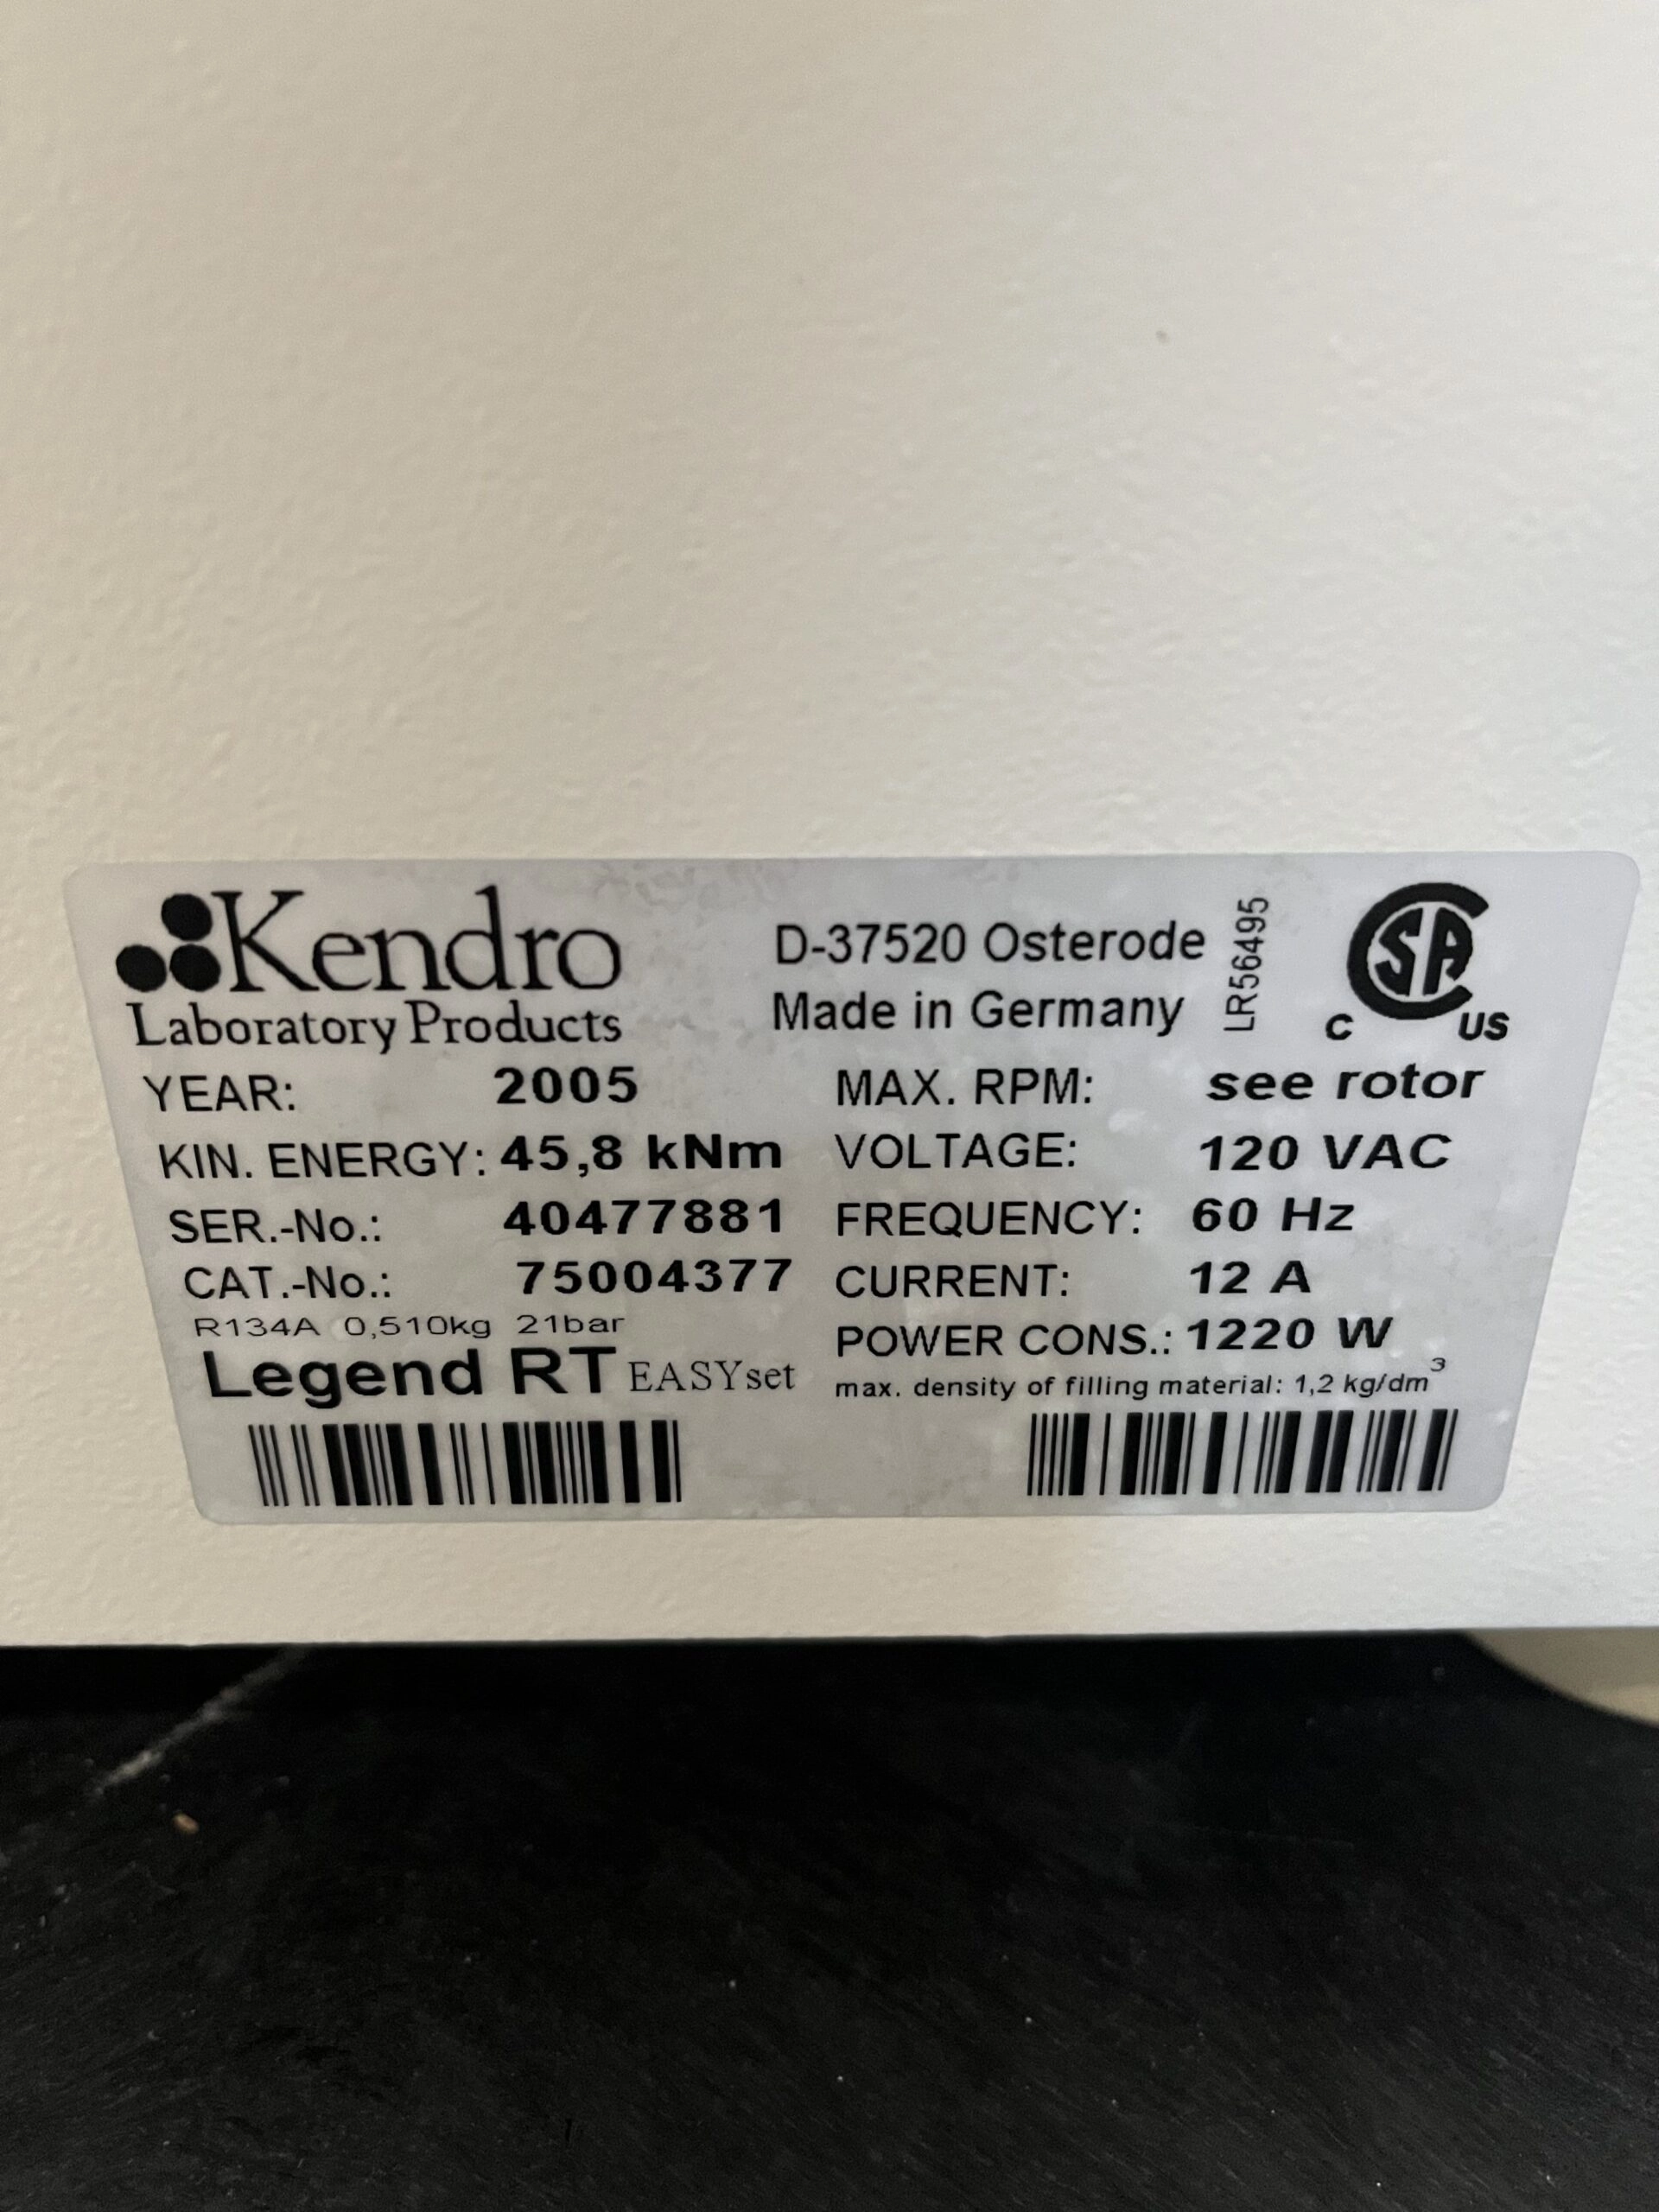 Kendro
Laboratory Products
D-37520 Osterode
Made in Germany
LR56495
CSA
C US
YEAR: 2005
KIN. ENERGY: 45,8 kNm
SER.-No.: 40477881
CAT.-No.: 75004377
R134A 0,510kg 21bar
Legend RT EASYset
MAX. RPM: see rotor
VOLTAGE: 120 VAC
FREQUENCY: 60 Hz
CURRENT: 12 A
POWER CONS.: 1220 W
max. density of filling material: 1,2 kg/dm³